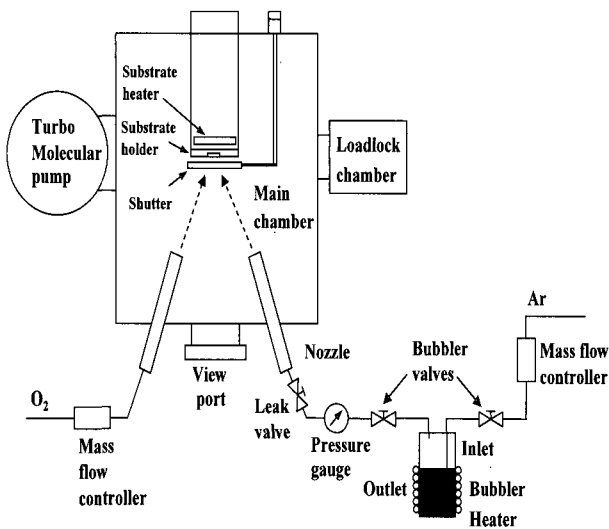 Substrate
heater
Substrate
holder
Shutter
Turbo
Molecular
pump
Main
chamber
Loadlock
chamber
View
port
Nozzle
Leak
valve
O2
Mass
flow
controller
Pressure
gauge
Bubbler
valves
Ar
Mass flow
controller
Inlet
Outlet
Bubbler
Heater